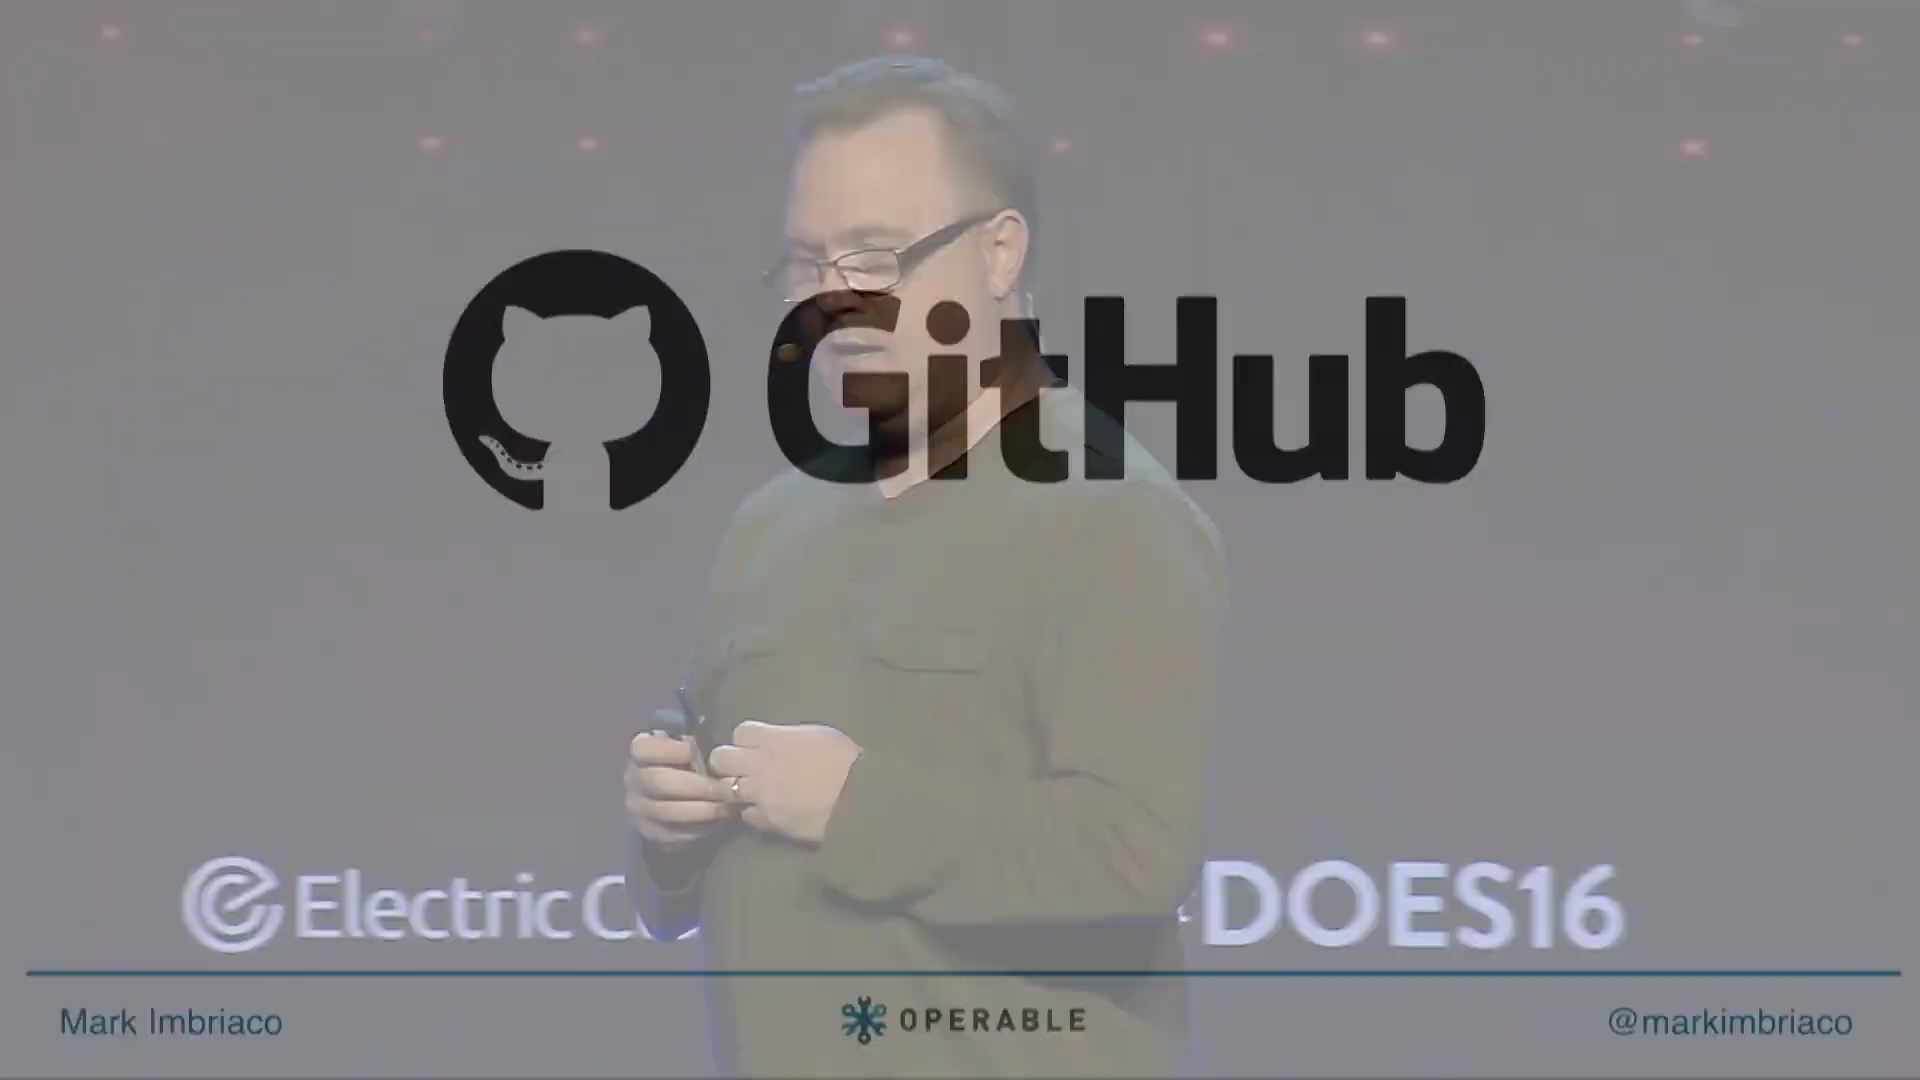 GitHub
Electric C
DOES16
Mark Imbriaco
OPERABLE
@markimbriaco